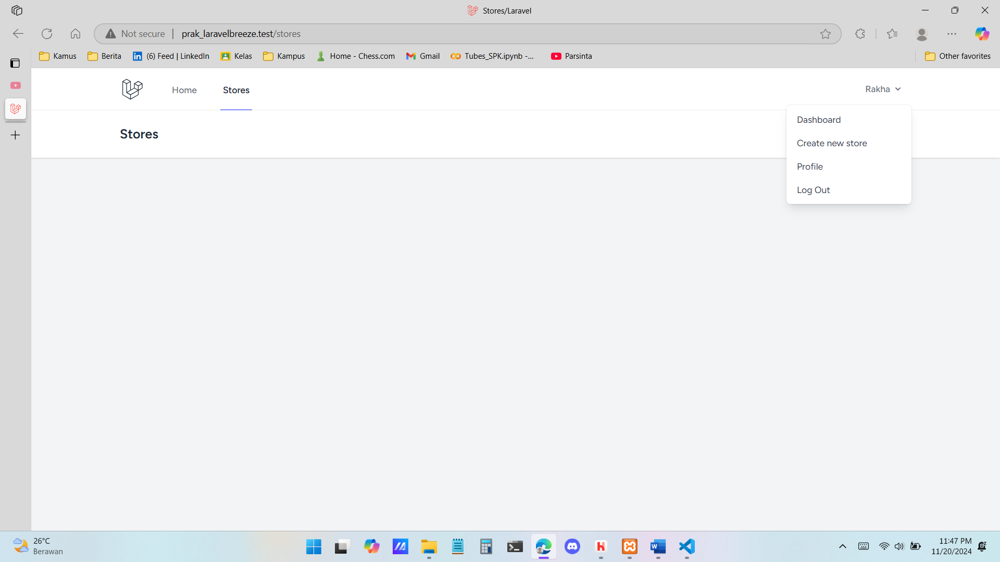 Stores/Laravel
Not secure
prak_laravelbreeze.test/stores
Kamus
Berita
(6) Feed | LinkedIn
Kelas
Kampus
Home - Chess.com
Gmail
Tubes_SPK.ipynb -...
Parsinta
Other favorites
Home
Stores
Rakha
Stores
Dashboard
Create new store
Profile
Log Out
26°C
Berawan
11:47 PM
11/20/2024